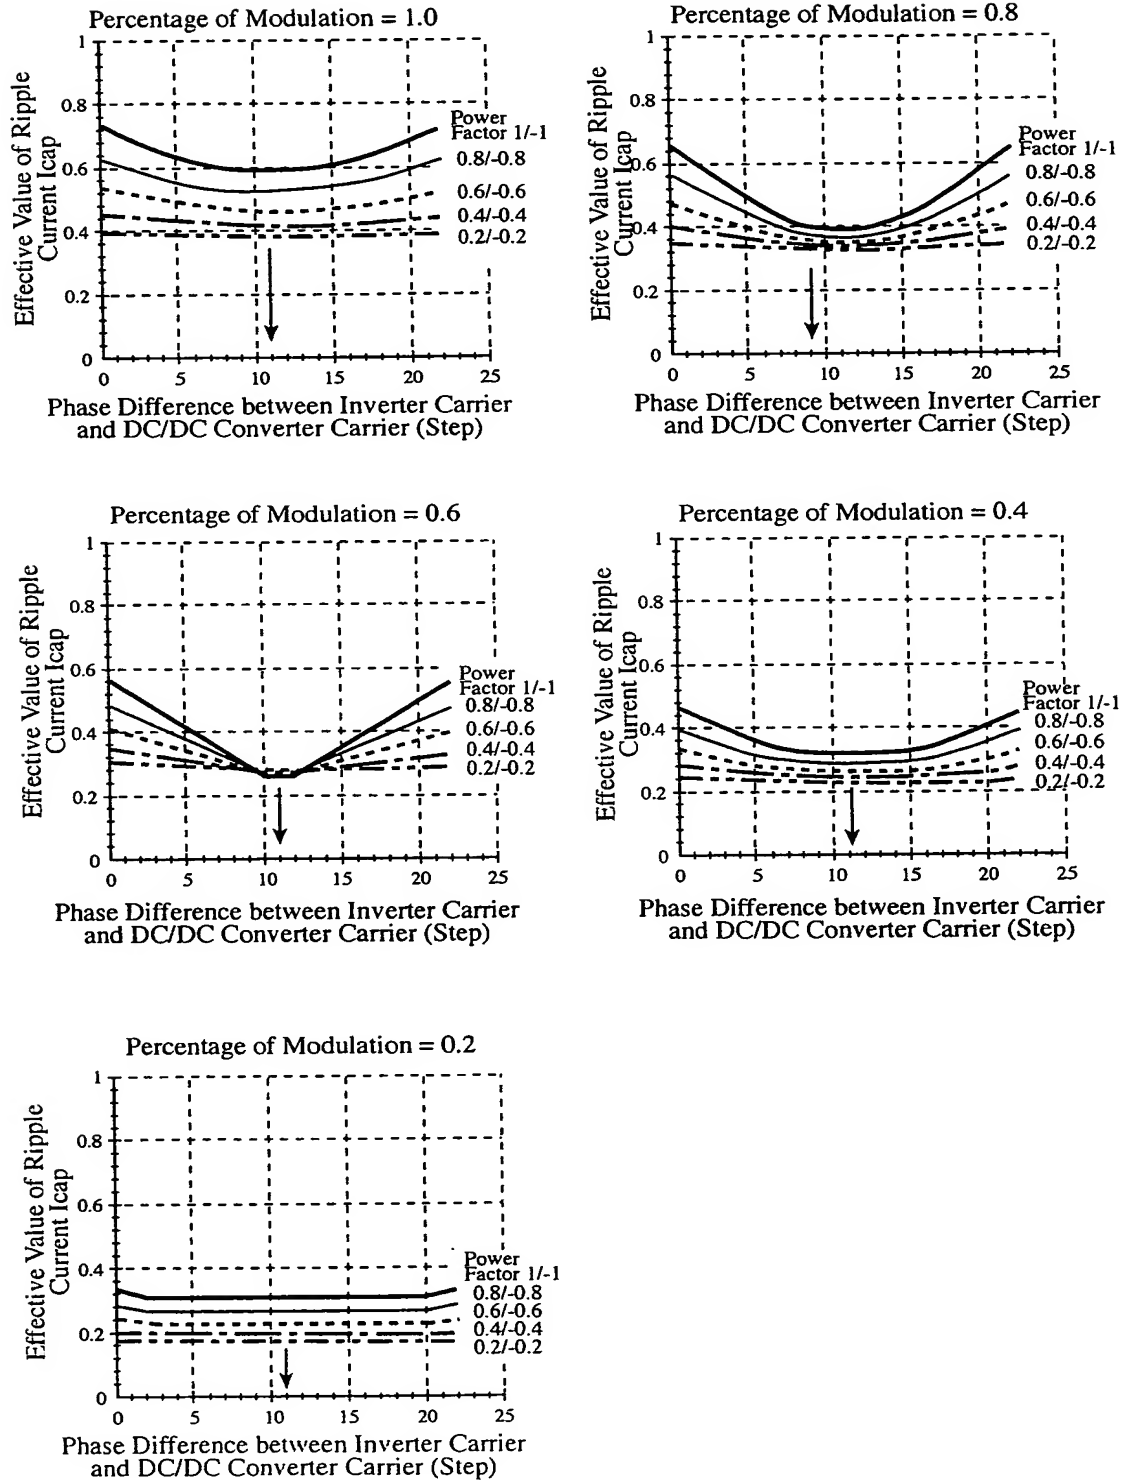 Percentage of Modulation = 1.0
Effective Value of Ripple
Current Icap
1
0.8
0.6
0.4
0.2
0
0 5 10 15 20 25
Power
Factor 1/-1
0.8/-0.8
0.6/-0.6
0.4/-0.4
0.2/-0.2
Phase Difference between Inverter Carrier
and DC/DC Converter Carrier (Step)
Percentage of Modulation = 0.8
Effective Value of Ripple
Current Icap
1
0.8
0.6
0.4
0.2
0
0 5 10 15 20 25
Power
Factor 1/-1
0.8/-0.8
0.6/-0.6
0.4/-0.4
0.2/-0.2
Phase Difference between Inverter Carrier
and DC/DC Converter Carrier (Step)
Percentage of Modulation = 0.6
Effective Value of Ripple
Current Icap
1
0.8
0.6
0.4
0.2
0
0 5 10 15 20 25
Power
Factor 1/-1
0.8/-0.8
0.6/-0.6
0.4/-0.4
0.2/-0.2
Phase Difference between Inverter Carrier
and DC/DC Converter Carrier (Step)
Percentage of Modulation = 0.4
Effective Value of Ripple
Current Icap
1
0.8
0.6
0.4
0.2
0
0 5 10 15 20 25
Power
Factor 1/-1
0.8/-0.8
0.6/-0.6
0.4/-0.4
0.2/-0.2
Phase Difference between Inverter Carrier
and DC/DC Converter Carrier (Step)
Percentage of Modulation = 0.2
Effective Value of Ripple
Current Icap
1
0.8
0.6
0.4
0.2
0
0 5 10 15 20 25
Power
Factor 1/-1
0.8/-0.8
0.6/-0.6
0.4/-0.4
0.2/-0.2
Phase Difference between Inverter Carrier
and DC/DC Converter Carrier (Step)